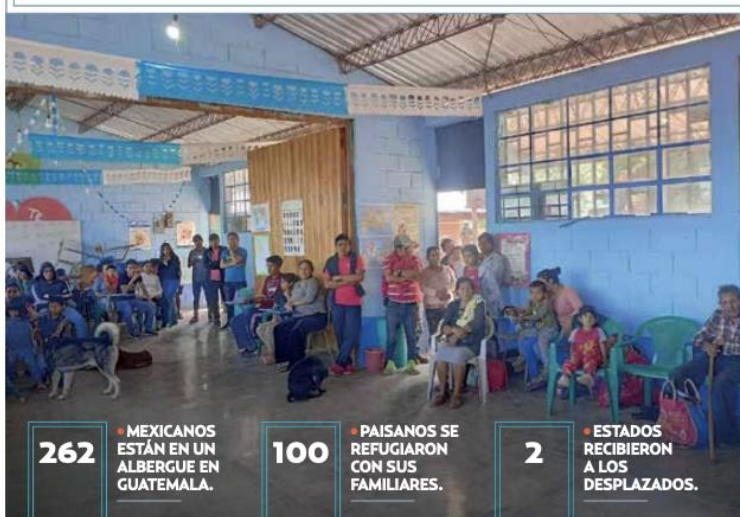 262
• MEXICANOS
ESTÁN EN UN
ALBERGUE EN
GUATEMALA.
100
• PAISANOS SE
REFUGIARON
CON SUS
FAMILIARES.
2
• ESTADOS
RECIBIERON
A LOS
DESPLAZADOS.